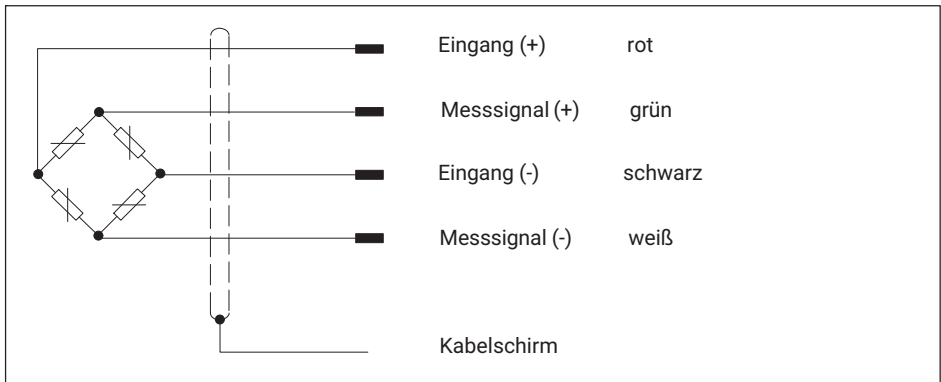 Eingang (+) rot
Messsignal (+) grün
Eingang (-) schwarz
Messsignal (-) weiß
Kabelschirm